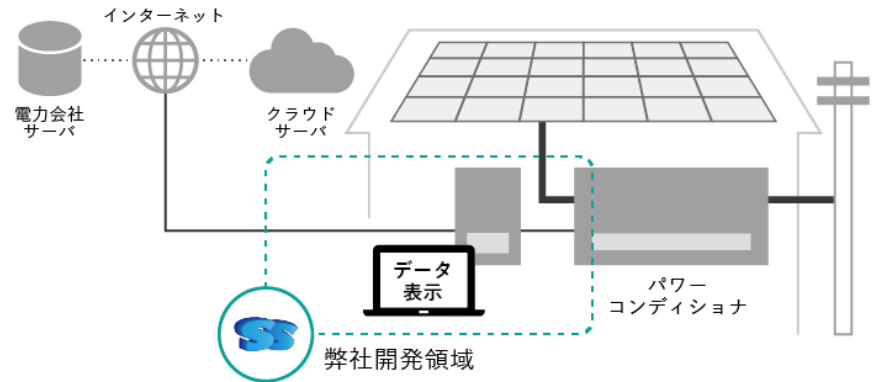 インターネット
電力会社
サーバ
クラウド
サーバ
データ
表示
パワー
コンディショナ
SS
弊社開発領域